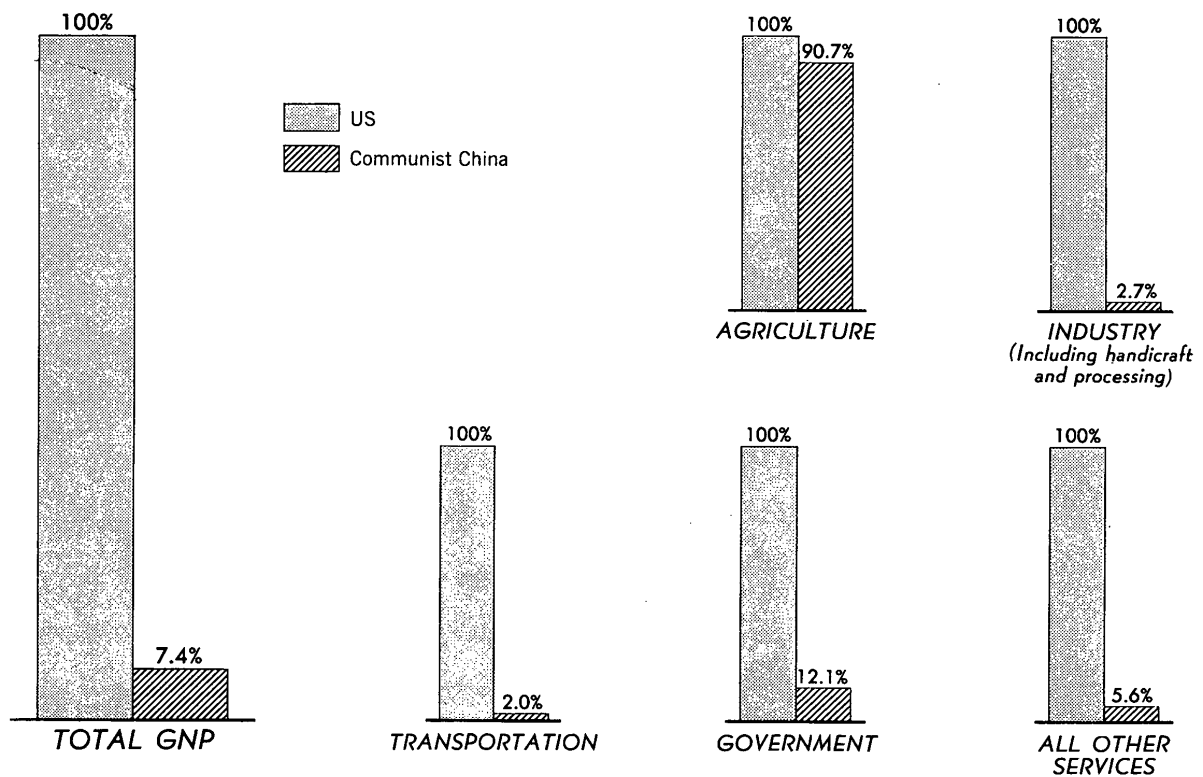 100%
7.4%
TOTAL GNP
US
Communist China
100%
90.7%
AGRICULTURE
100%
2.7%
INDUSTRY
(Including handicraft
and processing)
100%
2.0%
TRANSPORTATION
100%
12.1%
GOVERNMENT
100%
5.6%
ALL OTHER
SERVICES